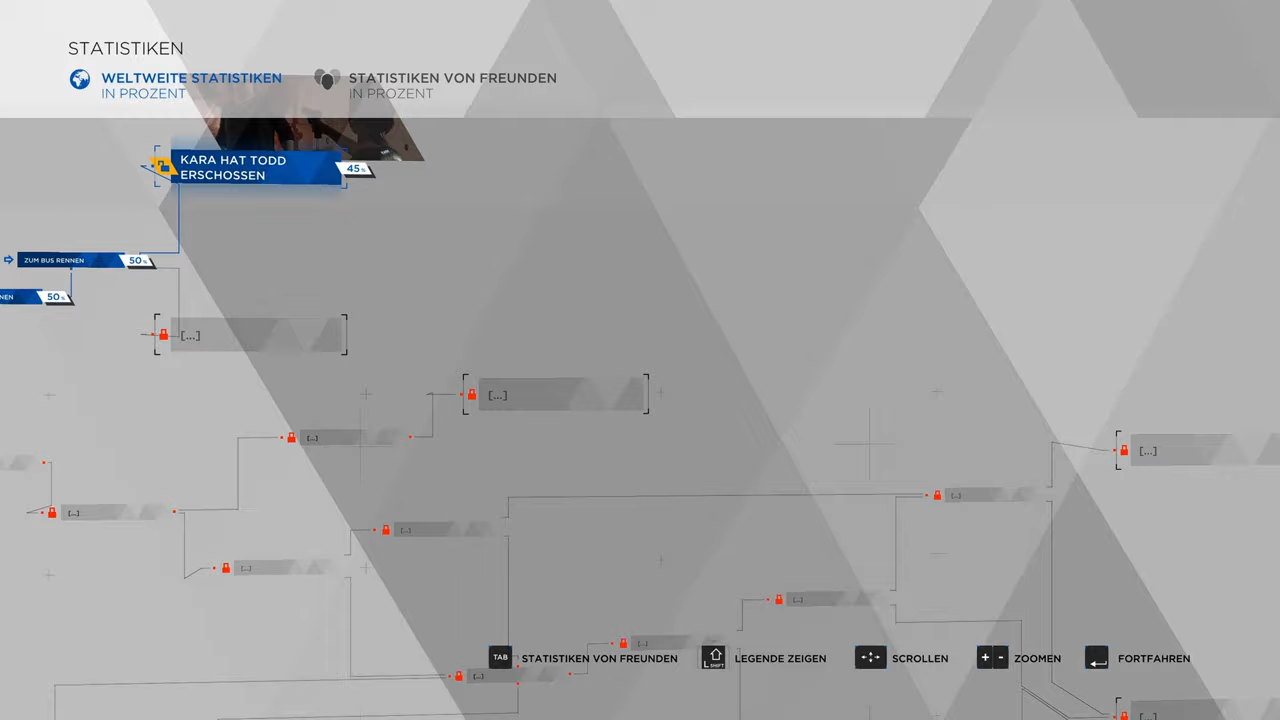 STATISTIKEN
WELTWEITE STATISTIKEN
IN PROZENT
STATISTIKEN VON FREUNDEN
IN PROZENT
KARA HAT TODD
ERSCHOSSEN
45%
ZUM BUS RENNEN
50%
NEN
50%
[...]
[...]
[...]
[...]
[...]
[...]
[...]
[...]
[...]
[...]
[...]
TAB
STATISTIKEN VON FREUNDEN
L SHIFT
LEGENDE ZEIGEN
SCROLLEN
+ -
ZOOMEN
FORTFAHREN
[...]